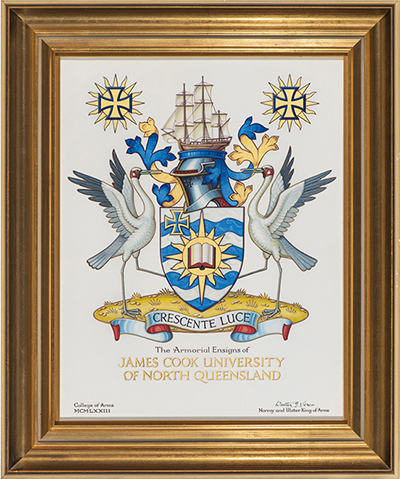 CRESCENTE LUCE
The Armorial Ensigns of
JAMES COOK UNIVERSITY
OF NORTH QUEENSLAND
College of Arms
MCMLXXIII
Norroy and Ulster King of Arms